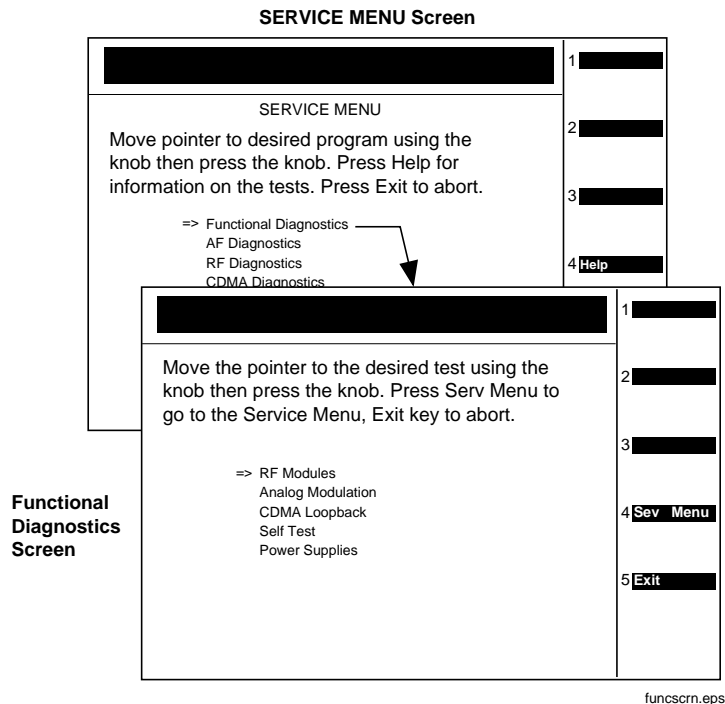 SERVICE MENU Screen
1
SERVICE MENU
2
Move pointer to desired program using the
knob then press the knob. Press Help for
information on the tests. Press Exit to abort.
3
=> Functional Diagnostics
AF Diagnostics
RF Diagnostics
4 Help
CDMA Diagnostics
1
Move the pointer to the desired test using the
knob then press the knob. Press Serv Menu to
go to the Service Menu, Exit key to abort.
2
3
=> RF Modules
Analog Modulation
CDMA Loopback
Self Test
Power Supplies
4 Sev Menu
5 Exit
Functional
Diagnostics
Screen
funcscrn.eps